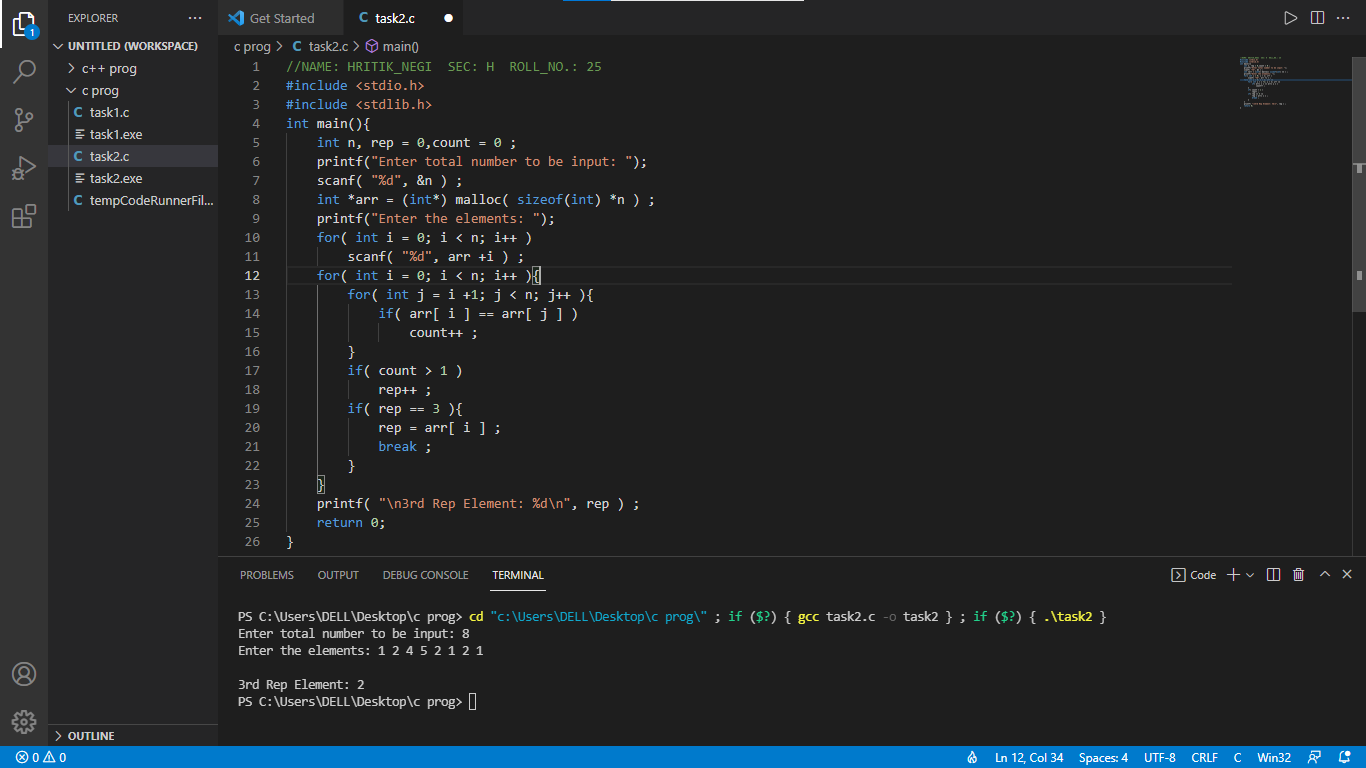 EXPLORER ···
Get Started
C task2.c ●
1
UNTITLED (WORKSPACE)
c++ prog
c prog
C task1.c
task1.exe
C task2.c
task2.exe
C tempCodeRunnerFil...
OUTLINE
c prog > C task2.c > main()
1 //NAME: HRITIK_NEGI  SEC: H  ROLL_NO.: 25
2 #include <stdio.h>
3 #include <stdlib.h>
4 int main(){
5     int n, rep = 0,count = 0 ;
6     printf("Enter total number to be input: ");
7     scanf( "%d", &n ) ;
8     int *arr = (int*) malloc( sizeof(int) *n ) ;
9     printf("Enter the elements: ");
10     for( int i = 0; i < n; i++ )
11         scanf( "%d", arr +i ) ;
12     for( int i = 0; i < n; i++ ){
13         for( int j = i +1; j < n; j++ ){
14             if( arr[ i ] == arr[ j ] )
15                 count++ ;
16         }
17         if( count > 1 )
18             rep++ ;
19         if( rep == 3 ){
20             rep = arr[ i ] ;
21             break ;
22         }
23     }
24     printf( "\n3rd Rep Element: %d\n", rep ) ;
25     return 0;
26 }
PROBLEMS OUTPUT DEBUG CONSOLE TERMINAL
Code
PS C:\Users\DELL\Desktop\c prog> cd "c:\Users\DELL\Desktop\c prog\" ; if ($?) { gcc task2.c -o task2 } ; if ($?) { .\task2 }
Enter total number to be input: 8
Enter the elements: 1 2 4 5 2 1 2 1
3rd Rep Element: 2
PS C:\Users\DELL\Desktop\c prog>
0 0
Ln 12, Col 34 Spaces: 4 UTF-8 CRLF C Win32